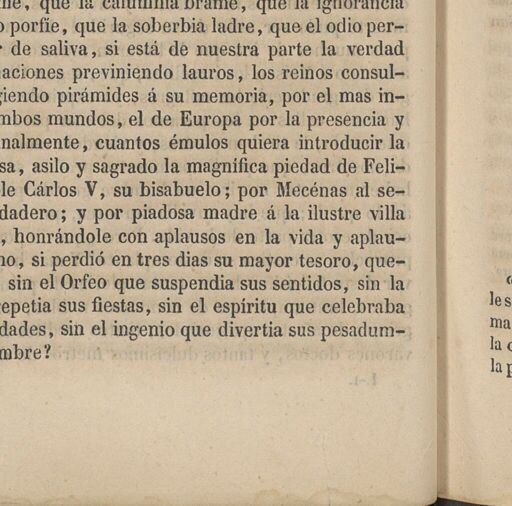 que la calumnia brame, que la ignorancia
porfie, que la soberbia ladre, que el odio per-
de saliva, si está de nuestra parte la verdad
aciones previniendo lauros, los reinos consul-
giendo pirámides á su memoria, por el mas in-
mbos mundos, el de Europa por la presencia y
nalmente, cuantos émulos quiera introducir la
sa, asilo y sagrado la magnífica piedad de Feli-
le Cárlos V, su bisabuelo; por Mecénas al se-
dadero; y por piadosa madre á la ilustre villa
, honrándole con aplausos en la vida y aplau-
no, si perdió en tres dias su mayor tesoro, que-
sin el Orfeo que suspendia sus sentidos, sin la
repetia sus fiestas, sin el espíritu que celebraba
dades, sin el ingenio que divertia sus pesadum-
mbre?
le s
ma
la
la p